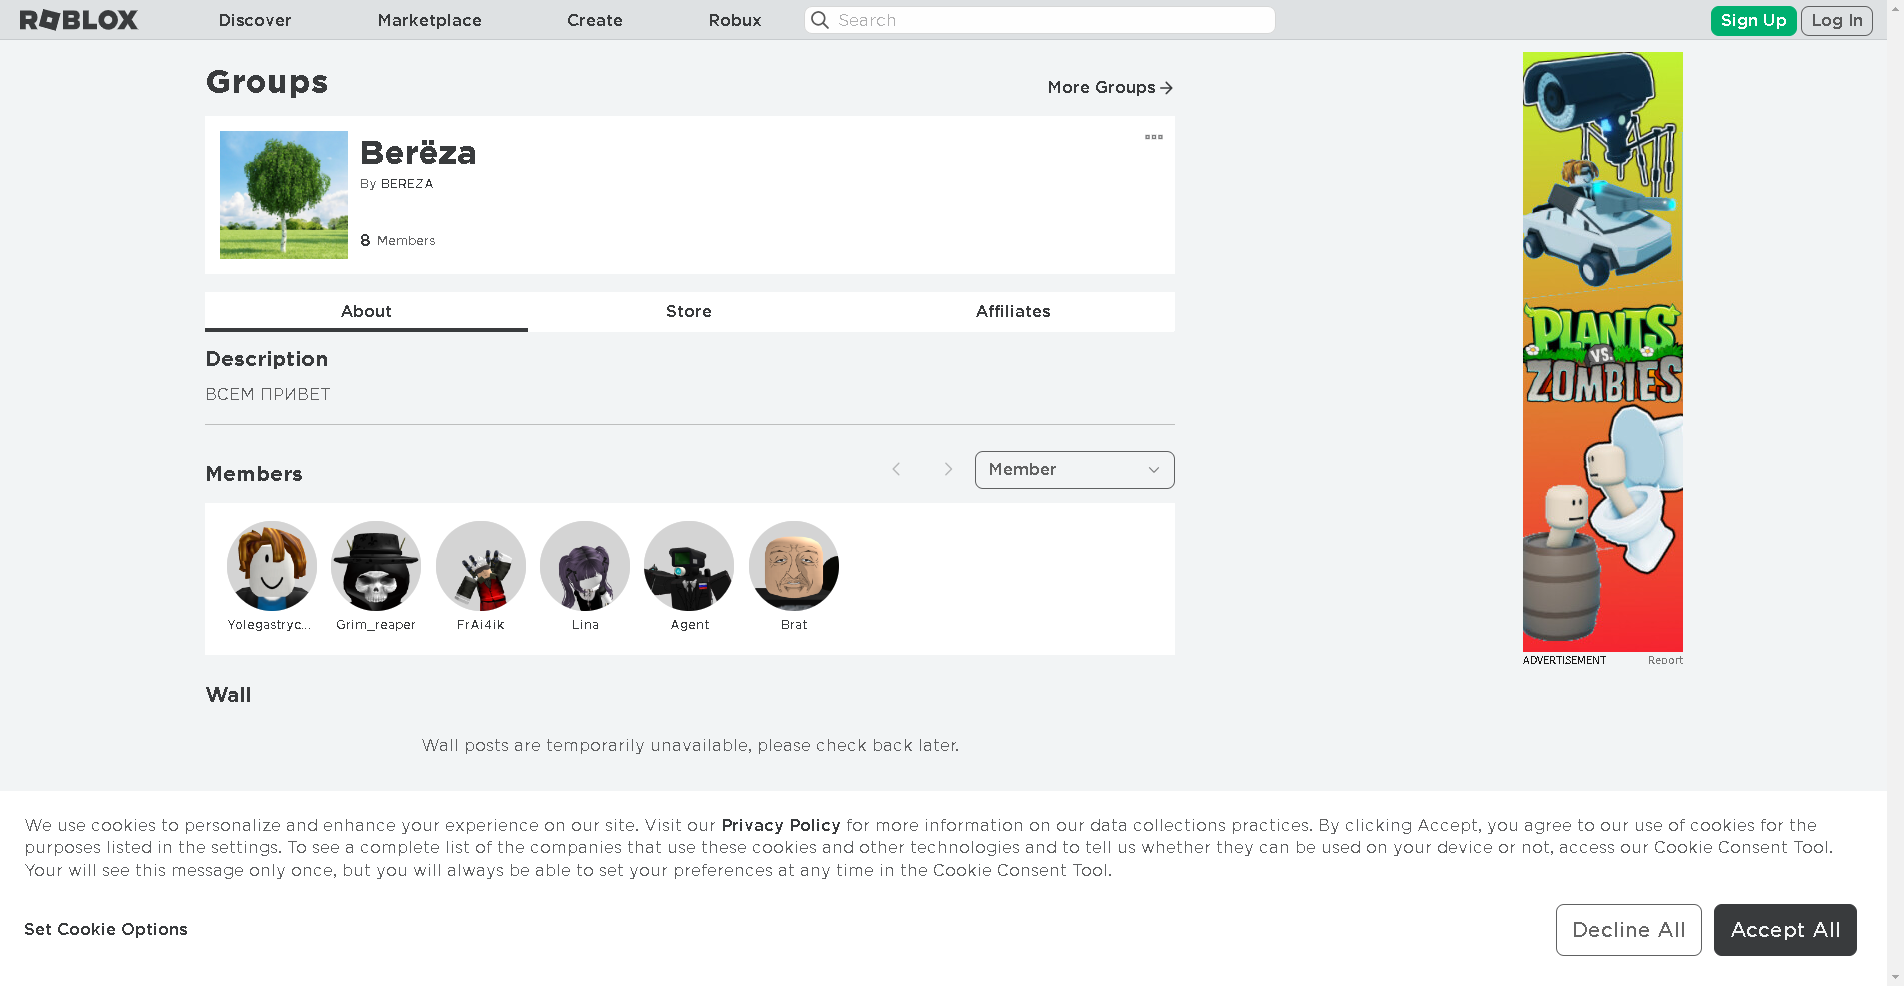 ROBLOX
Discover
Marketplace
Create
Robux
Search
Sign Up
Log In
Groups
More Groups
Berëza
By BEREZA
8 Members
About
Store
Affiliates
Description
ВСЕМ ПРИВЕТ
Members
Member
Yolegastryc...
Grim_reaper
FrAi4ik
Lina
Agent
Brat
Wall
Wall posts are temporarily unavailable, please check back later.
PLANTS
VS.
ZOMBIES
ADVERTISEMENT
Report
We use cookies to personalize and enhance your experience on our site. Visit our Privacy Policy for more information on our data collections practices. By clicking Accept, you agree to our use of cookies for the
purposes listed in the settings. To see a complete list of the companies that use these cookies and other technologies and to tell us whether they can be used on your device or not, access our Cookie Consent Tool.
Your will see this message only once, but you will always be able to set your preferences at any time in the Cookie Consent Tool.
Set Cookie Options
Decline All
Accept All